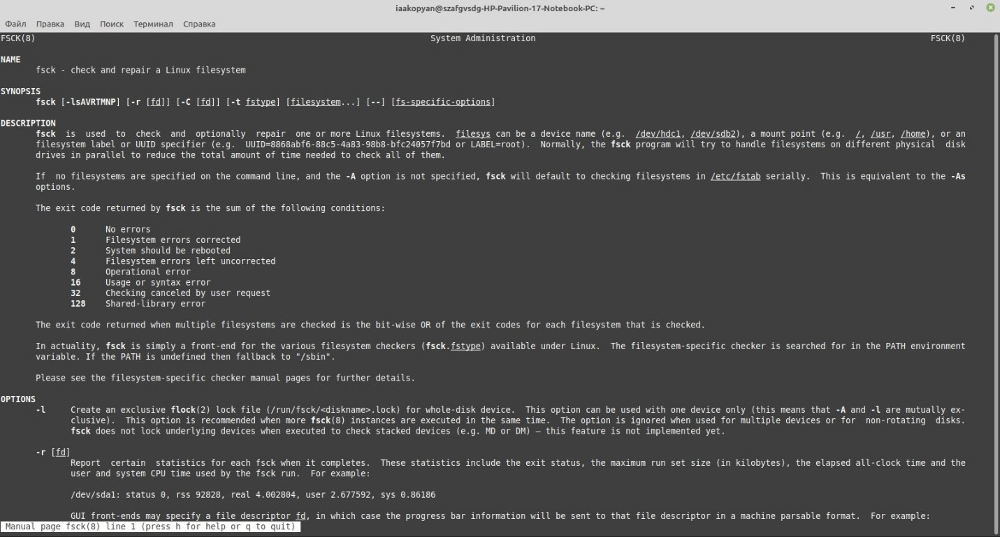 iaakopyan@szafgvsdg-HP-Pavilion-17-Notebook-PC: ~
Файл Правка Вид Поиск Терминал Справка
FSCK(8) System Administration FSCK(8)
NAME
fsck - check and repair a Linux filesystem
SYNOPSIS
fsck [-lsAVRTMNP] [-r [fd]] [-C [fd]] [-t fstype] [filesystem...] [--] [fs-specific-options]
DESCRIPTION
fsck is used to check and optionally repair one or more Linux filesystems. filesys can be a device name (e.g. /dev/hdc1, /dev/sdb2), a mount point (e.g. /, /usr, /home), or an
filesystem label or UUID specifier (e.g. UUID=8868abf6-88c5-4a83-98b8-bfc24057f7bd or LABEL=root). Normally, the fsck program will try to handle filesystems on different physical disk
drives in parallel to reduce the total amount of time needed to check all of them.
If no filesystems are specified on the command line, and the -A option is not specified, fsck will default to checking filesystems in /etc/fstab serially. This is equivalent to the -As
options.
The exit code returned by fsck is the sum of the following conditions:
0 No errors
1 Filesystem errors corrected
2 System should be rebooted
4 Filesystem errors left uncorrected
8 Operational error
16 Usage or syntax error
32 Checking canceled by user request
128 Shared-library error
The exit code returned when multiple filesystems are checked is the bit-wise OR of the exit codes for each filesystem that is checked.
In actuality, fsck is simply a front-end for the various filesystem checkers (fsck.fstype) available under Linux. The filesystem-specific checker is searched for in the PATH environment
variable. If the PATH is undefined then fallback to "/sbin".
Please see the filesystem-specific checker manual pages for further details.
OPTIONS
-l Create an exclusive flock(2) lock file (/run/fsck/<diskname>.lock) for whole-disk device. This option can be used with one device only (this means that -A and -l are mutually ex-
clusive). This option is recommended when more fsck(8) instances are executed in the same time. The option is ignored when used for multiple devices or for non-rotating disks.
fsck does not lock underlying devices when executed to check stacked devices (e.g. MD or DM) – this feature is not implemented yet.
-r [fd]
Report certain statistics for each fsck when it completes. These statistics include the exit status, the maximum run set size (in kilobytes), the elapsed all-clock time and the
user and system CPU time used by the fsck run. For example:
/dev/sda1: status 0, rss 92828, real 4.002804, user 2.677592, sys 0.86186
GUI front-ends may specify a file descriptor fd, in which case the progress bar information will be sent to that file descriptor in a machine parsable format. For example:
Manual page fsck(8) line 1 (press h for help or q to quit)